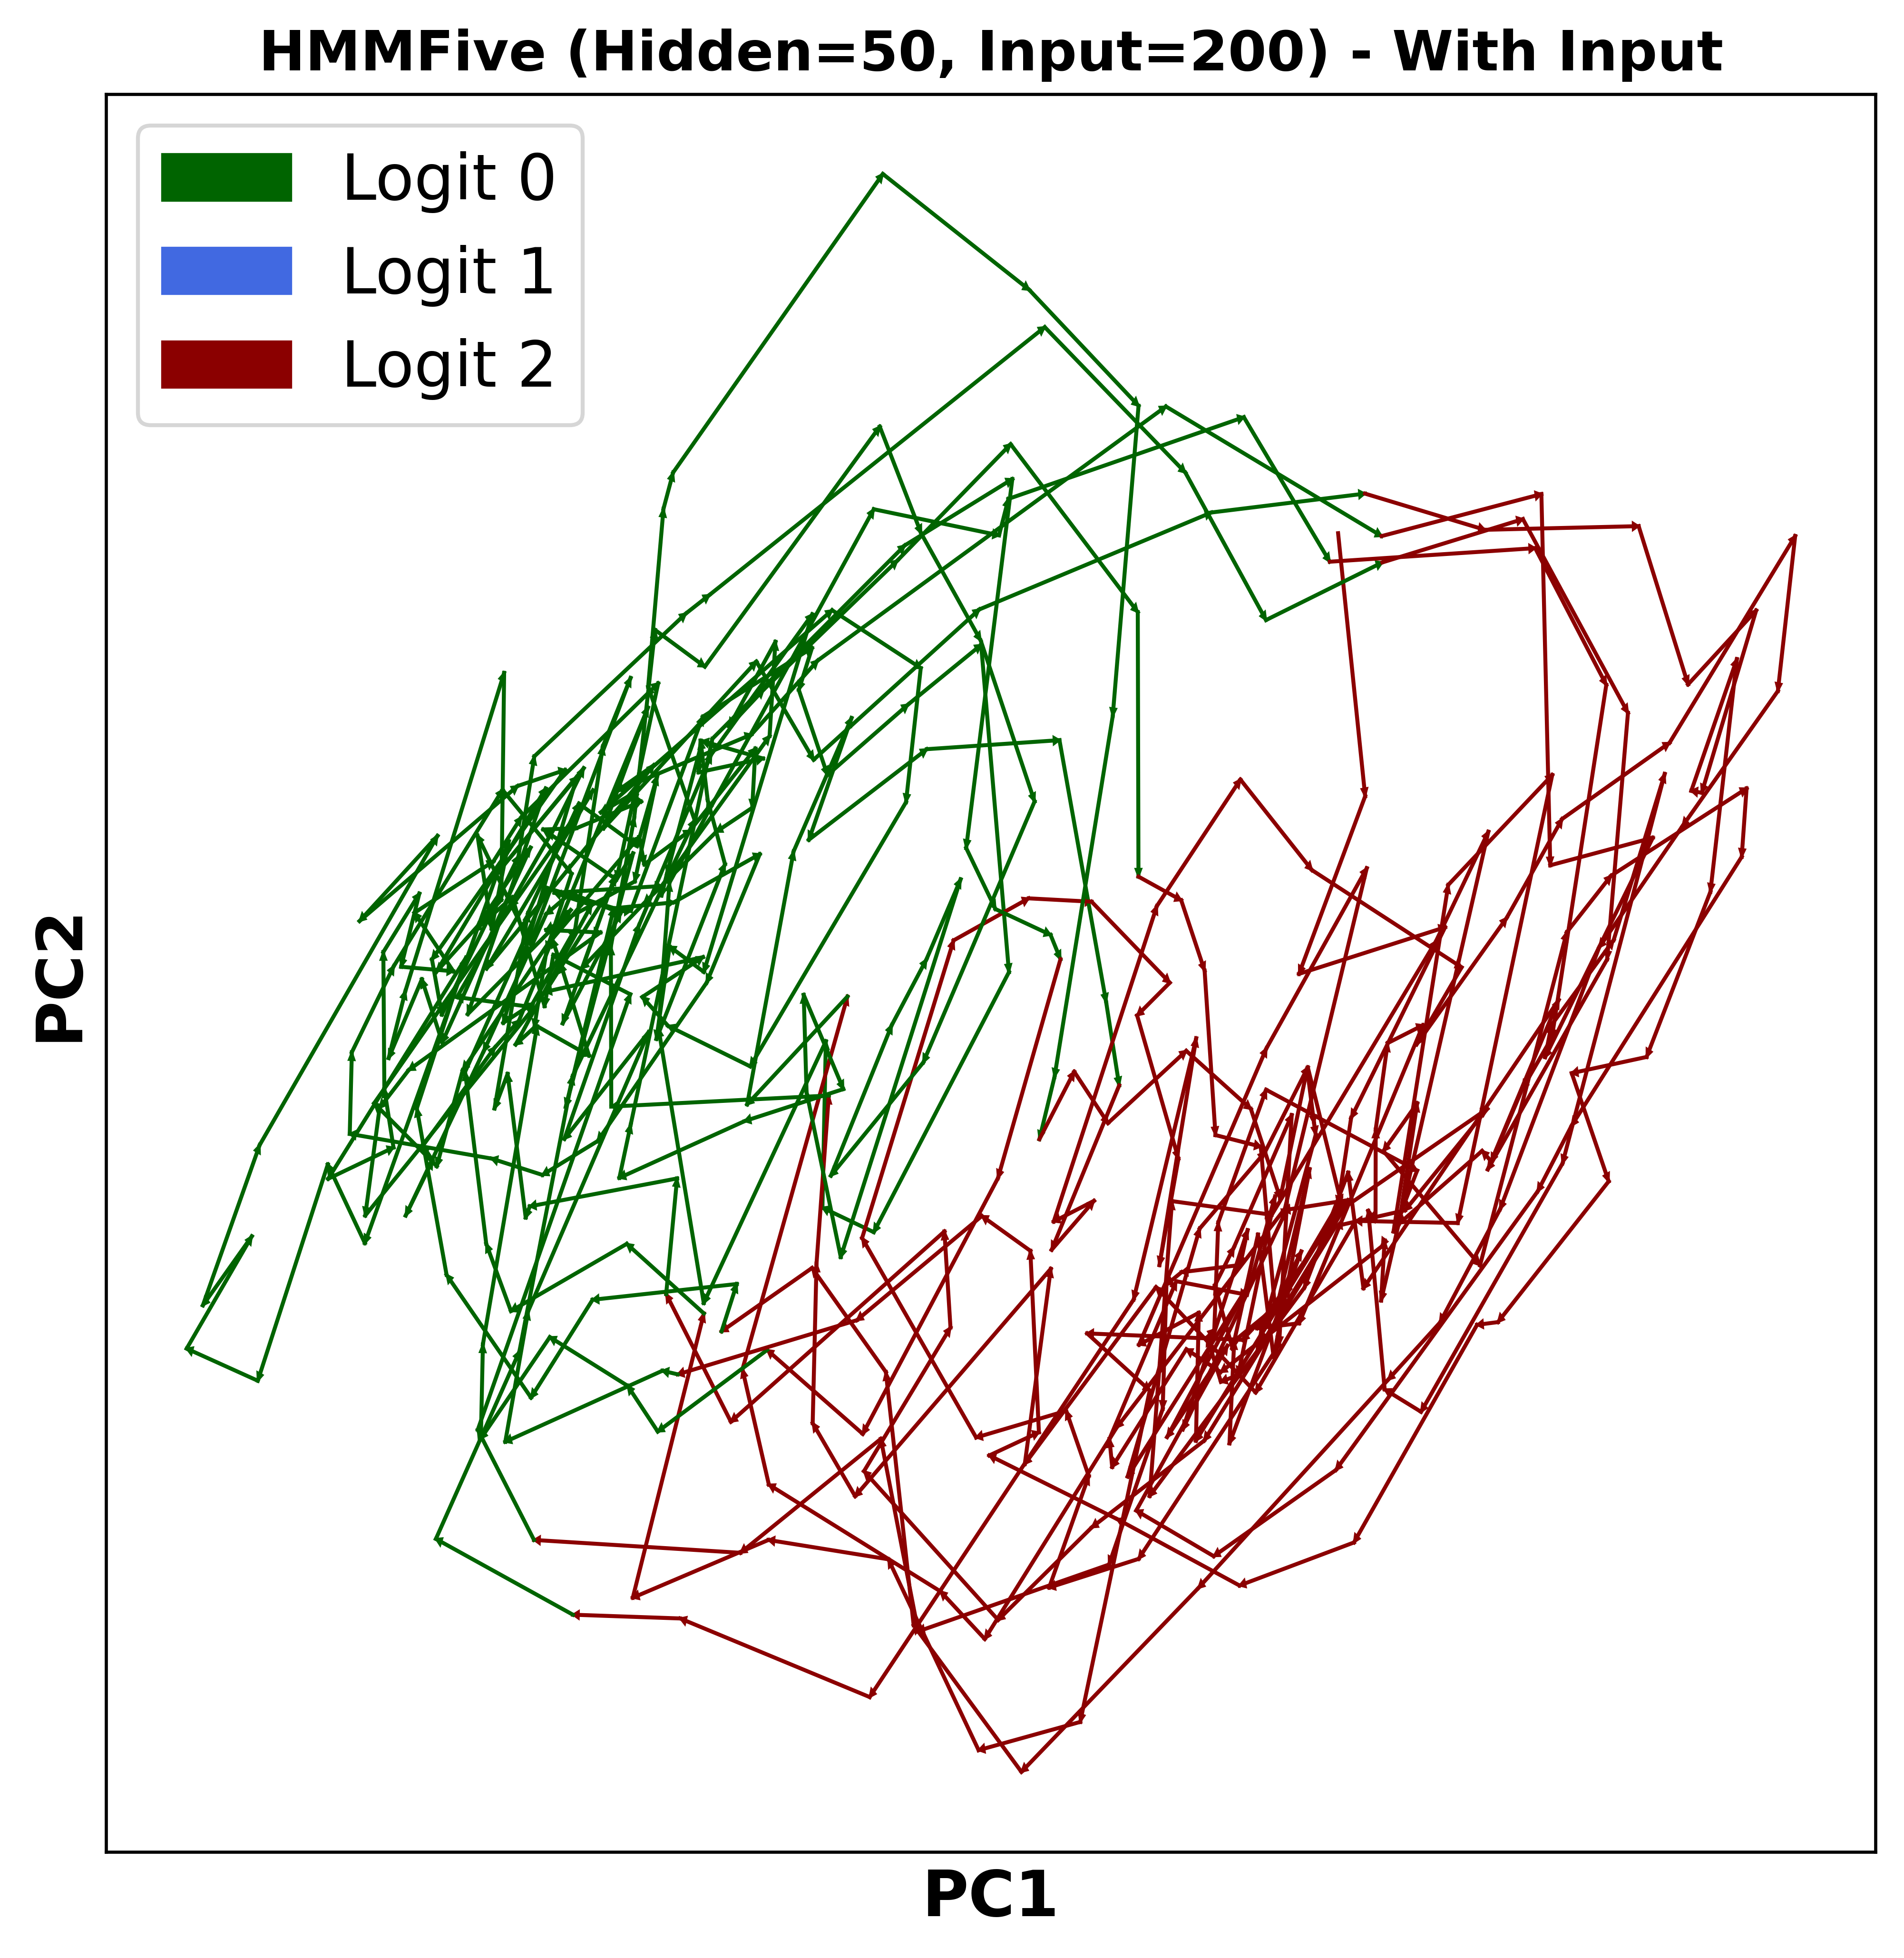 HMMFive (Hidden=50, Input=200) - With Input
Logit 0
Logit 1
Logit 2
PC2
PC1